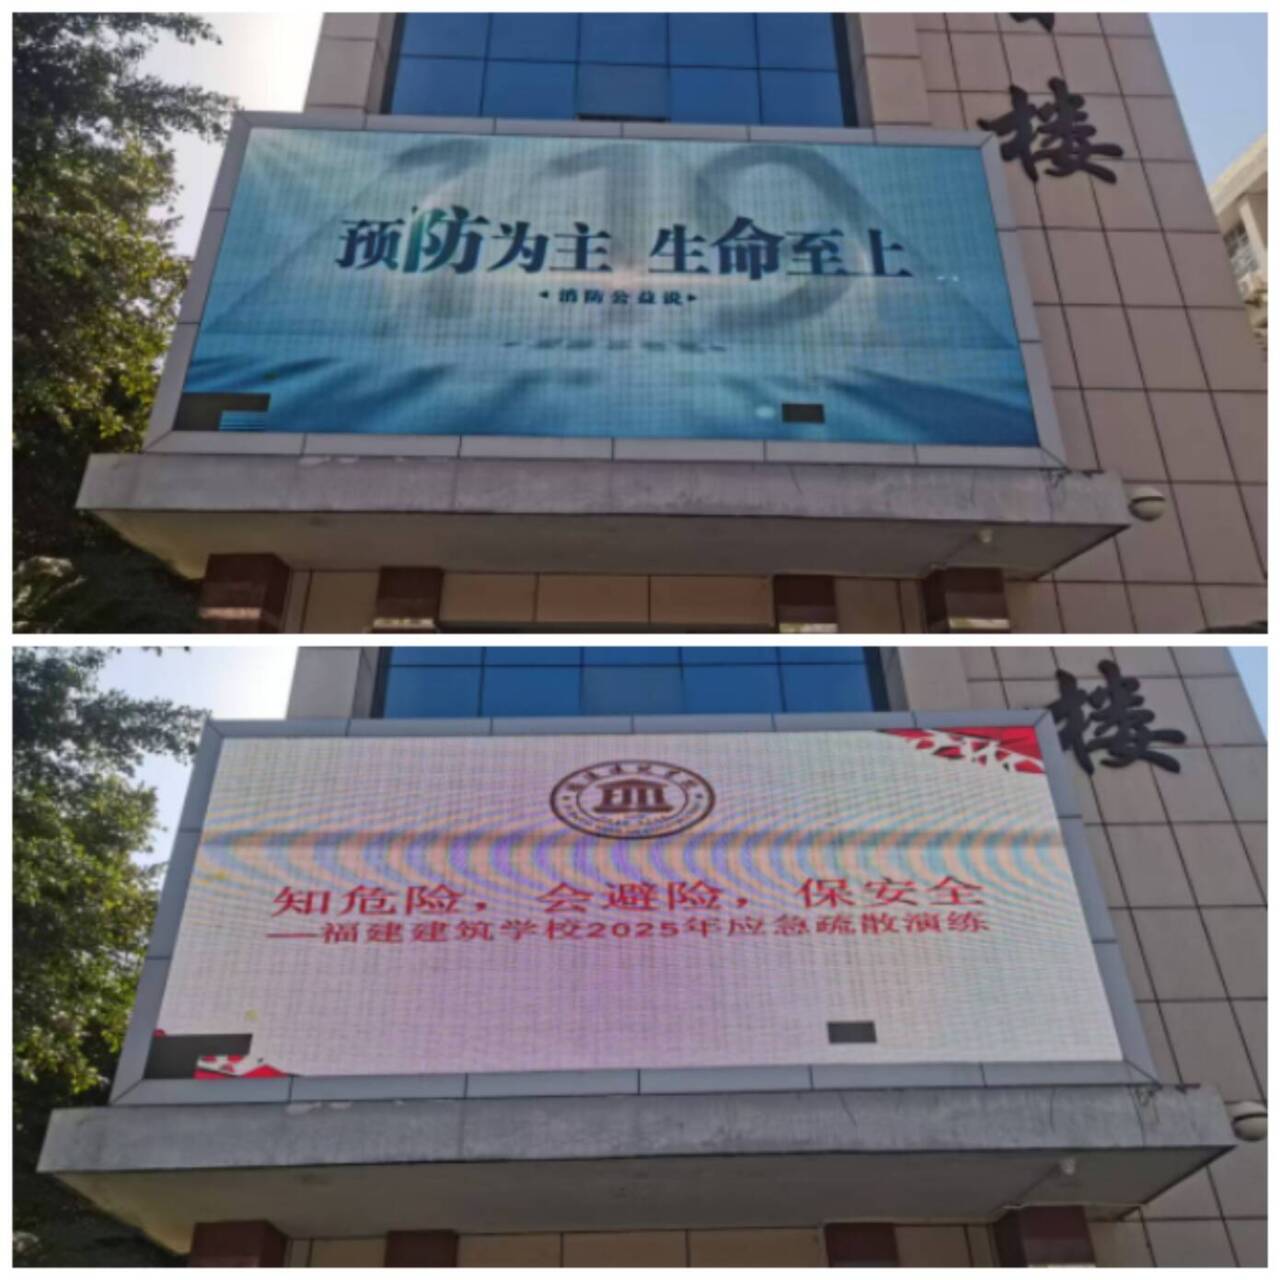 楼
119
预防为主 生命至上
消防公益说
楼
知危险，会避险，保安全
——福建建筑学校2025年应急疏散演练